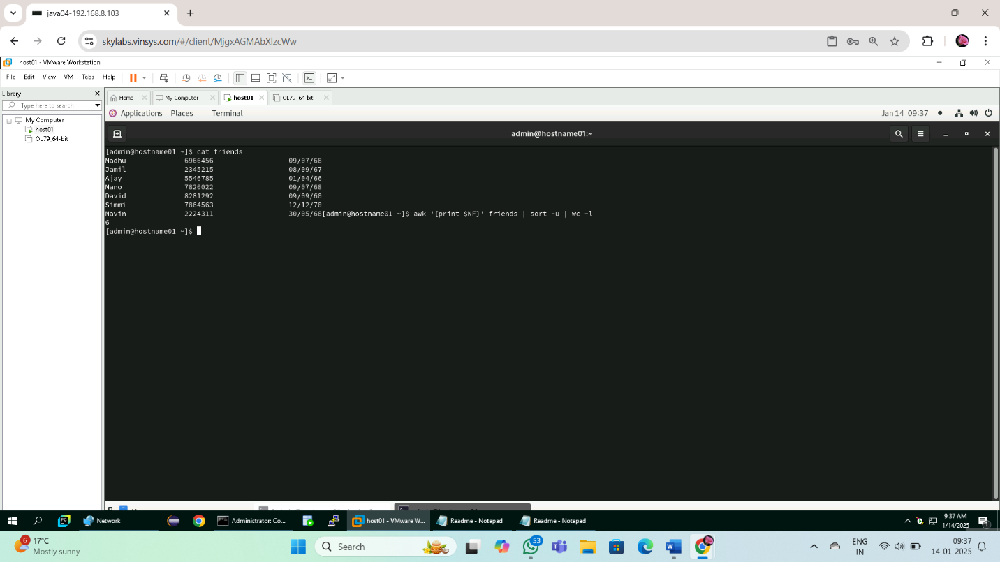 java04-192.168.8.103
skylabs.vinsys.com/#/client/MjgxAGMAbXlzcWw
host01 - VMware Workstation
File Edit View VM Tabs Help
Library
Type here to search
My Computer
host01
OL79_64-bit
Home My Computer host01 OL79_64-bit
Applications Places Terminal Jan 14 09:37
admin@hostname01:~
[admin@hostname01 ~]$ cat friends
Madhu 6966456 09/07/68
Jamil 2345215 08/09/67
Ajay 5546785 01/04/66
Mano 7820022 09/07/68
David 8281292 09/09/60
Simmi 7864563 12/12/70
Navin 2224311 30/05/68[admin@hostname01 ~]$ awk '{print $NF}' friends | sort -u | wc -l
6
[admin@hostname01 ~]$
Network Administrator: Co... host01 - VMware W... Readme - Notepad Readme - Notepad
9:37 AM
1/14/2025
1
6
17°C
Mostly sunny
Search
53
ENG
IN
09:37
14-01-2025